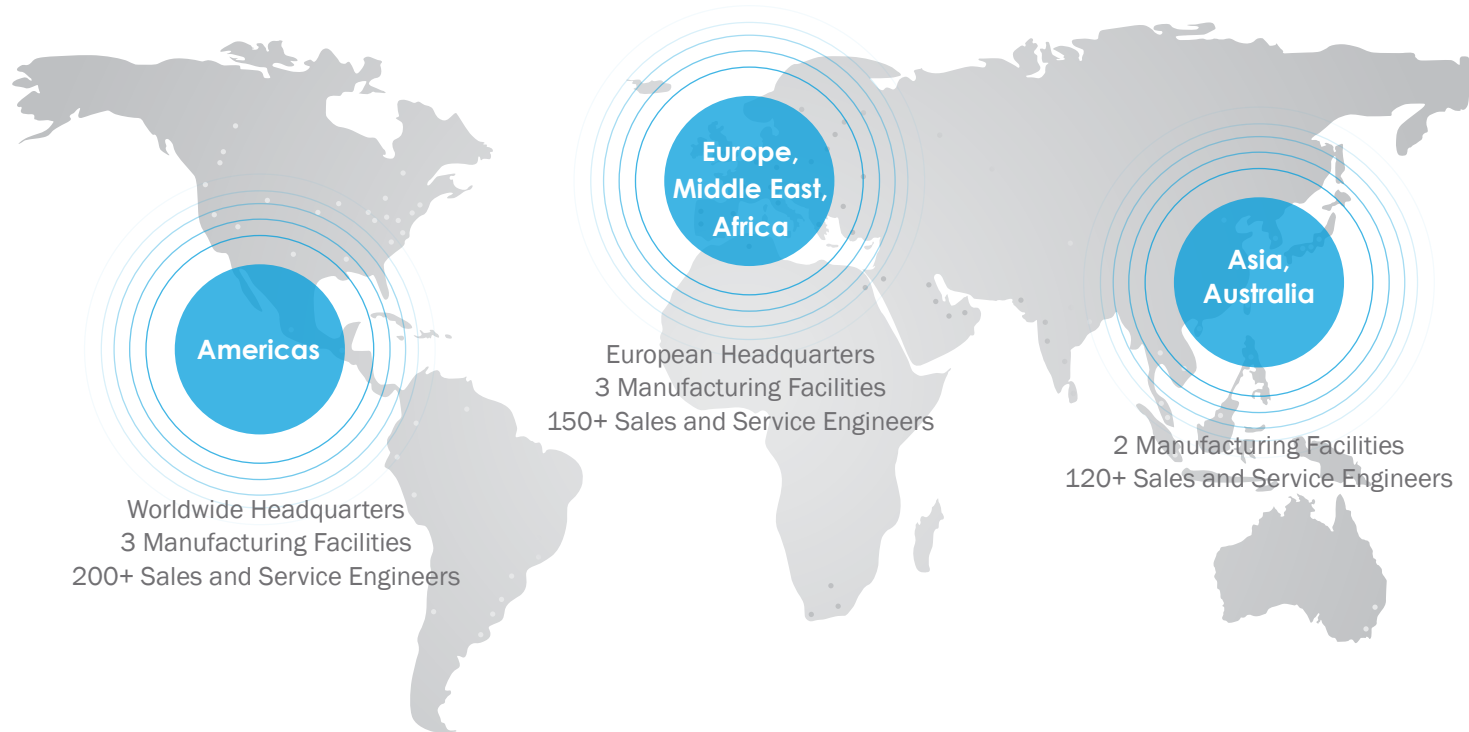 Americas
Worldwide Headquarters
3 Manufacturing Facilities
200+ Sales and Service Engineers
Europe,
Middle East,
Africa
European Headquarters
3 Manufacturing Facilities
150+ Sales and Service Engineers
Asia,
Australia
2 Manufacturing Facilities
120+ Sales and Service Engineers